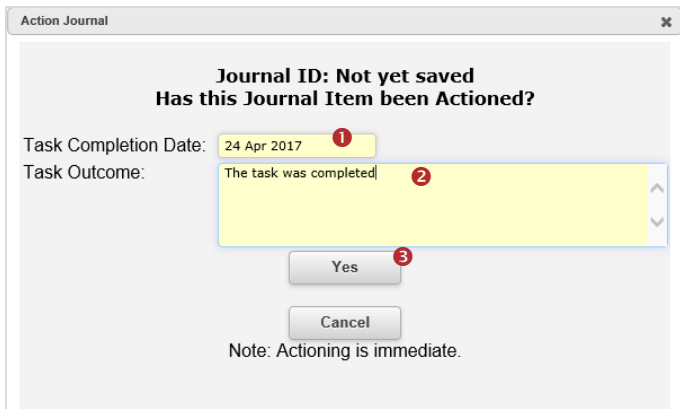 Action Journal
Journal ID: Not yet saved
Has this Journal Item been Actioned?
Task Completion Date: 24 Apr 2017 1
Task Outcome: The task was completed 2
Yes 3
Cancel
Note: Actioning is immediate.